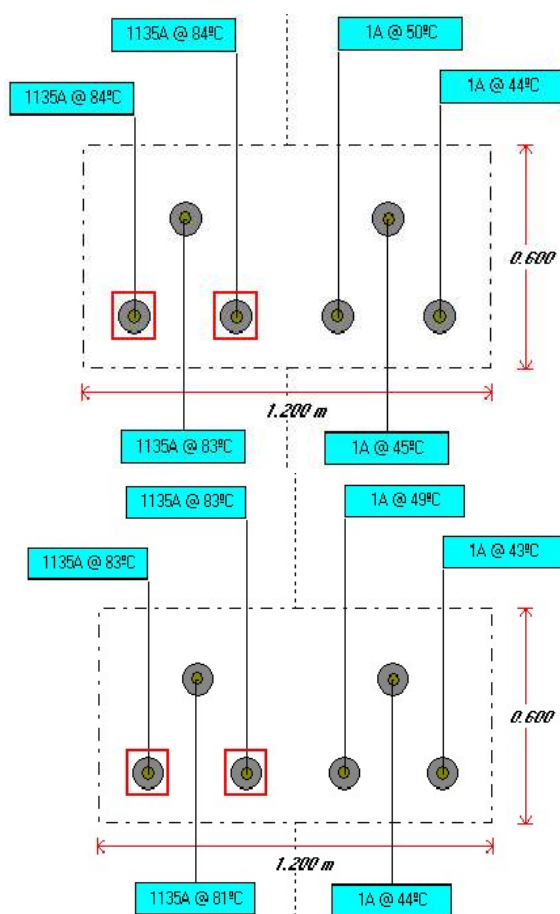 1135A @ 84ºC
1A @ 50ºC
1135A @ 84ºC
1A @ 44ºC
0.600
1.200 m
1135A @ 83ºC
1A @ 45ºC
1135A @ 83ºC
1A @ 49ºC
1135A @ 83ºC
1A @ 43ºC
0.600
1.200 m
1135A @ 81ºC
1A @ 44ºC